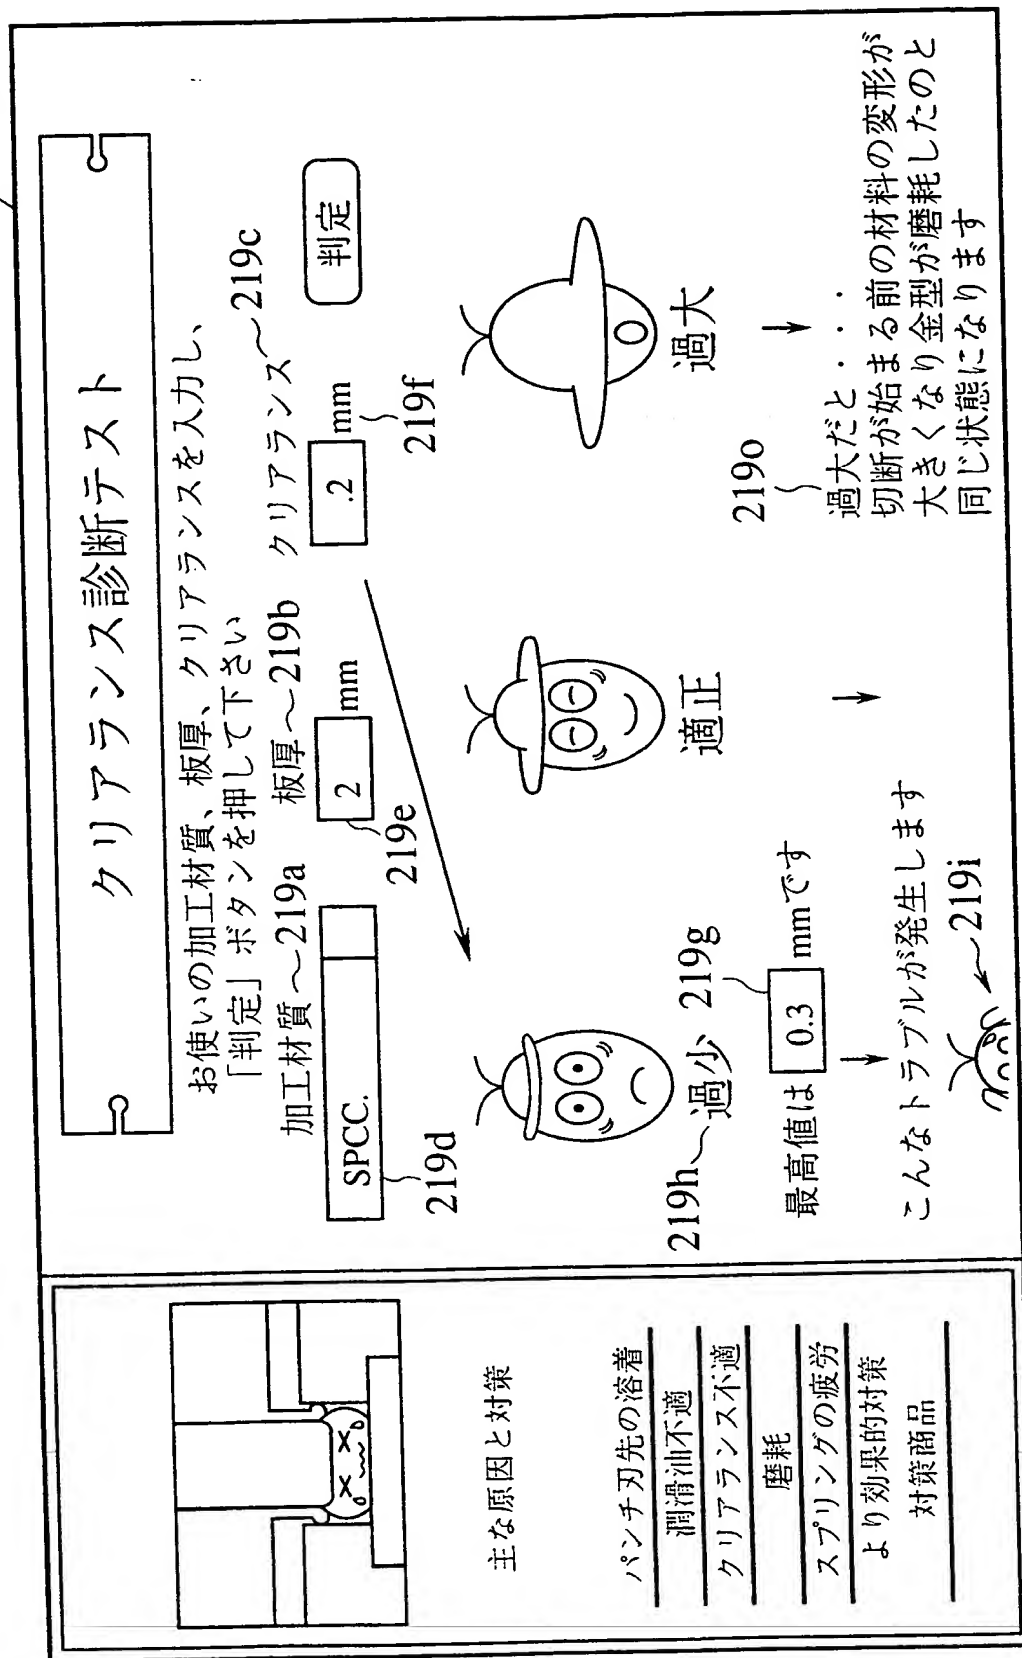 主な原因と対策
パンチ刃先の溶着
潤滑油不適
クリアランス不適
磨耗
スプリングの疲労
より効果的対策
対策商品
クリアランス診断テスト
お使いの加工材質、板厚、クリアランスを入力し、
「判定」ボタンを押して下さい
加工材質～219a 板厚～219b クリアランス～219c
SPCC. 2 mm .2 mm 判定
219d 219e 219f
219h 過少 219g 適正 過大
最高値は 0.3 mmです
こんなトラブルが発生します
219i
219o
過大だと・・・
切断が始まる前の材料の変形が
大きくなり金型が磨耗したのと
同じ状態になります